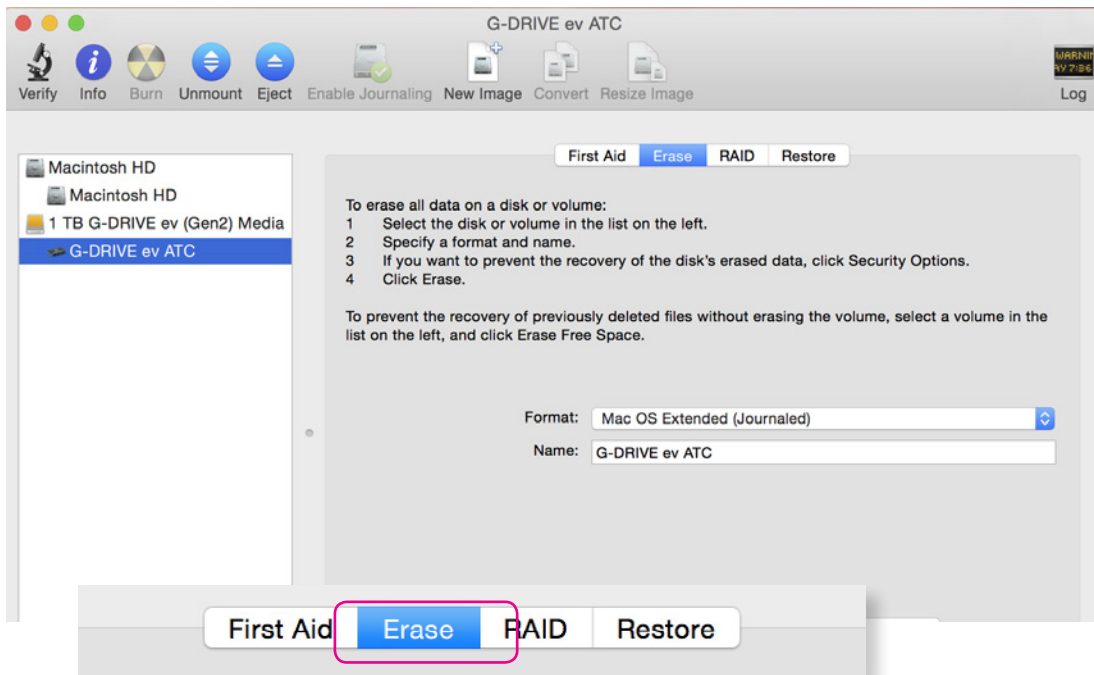 G-DRIVE ev ATC
Verify Info Burn Unmount Eject Enable Journaling New Image Convert Resize Image Log
First Aid Erase RAID Restore
Macintosh HD
Macintosh HD
1 TB G-DRIVE ev (Gen2) Media
G-DRIVE ev ATC
To erase all data on a disk or volume:
1 Select the disk or volume in the list on the left.
2 Specify a format and name.
3 If you want to prevent the recovery of the disk's erased data, click Security Options.
4 Click Erase.
To prevent the recovery of previously deleted files without erasing the volume, select a volume in the
list on the left, and click Erase Free Space.
Format: Mac OS Extended (Journaled)
Name: G-DRIVE ev ATC
First Aid Erase RAID Restore